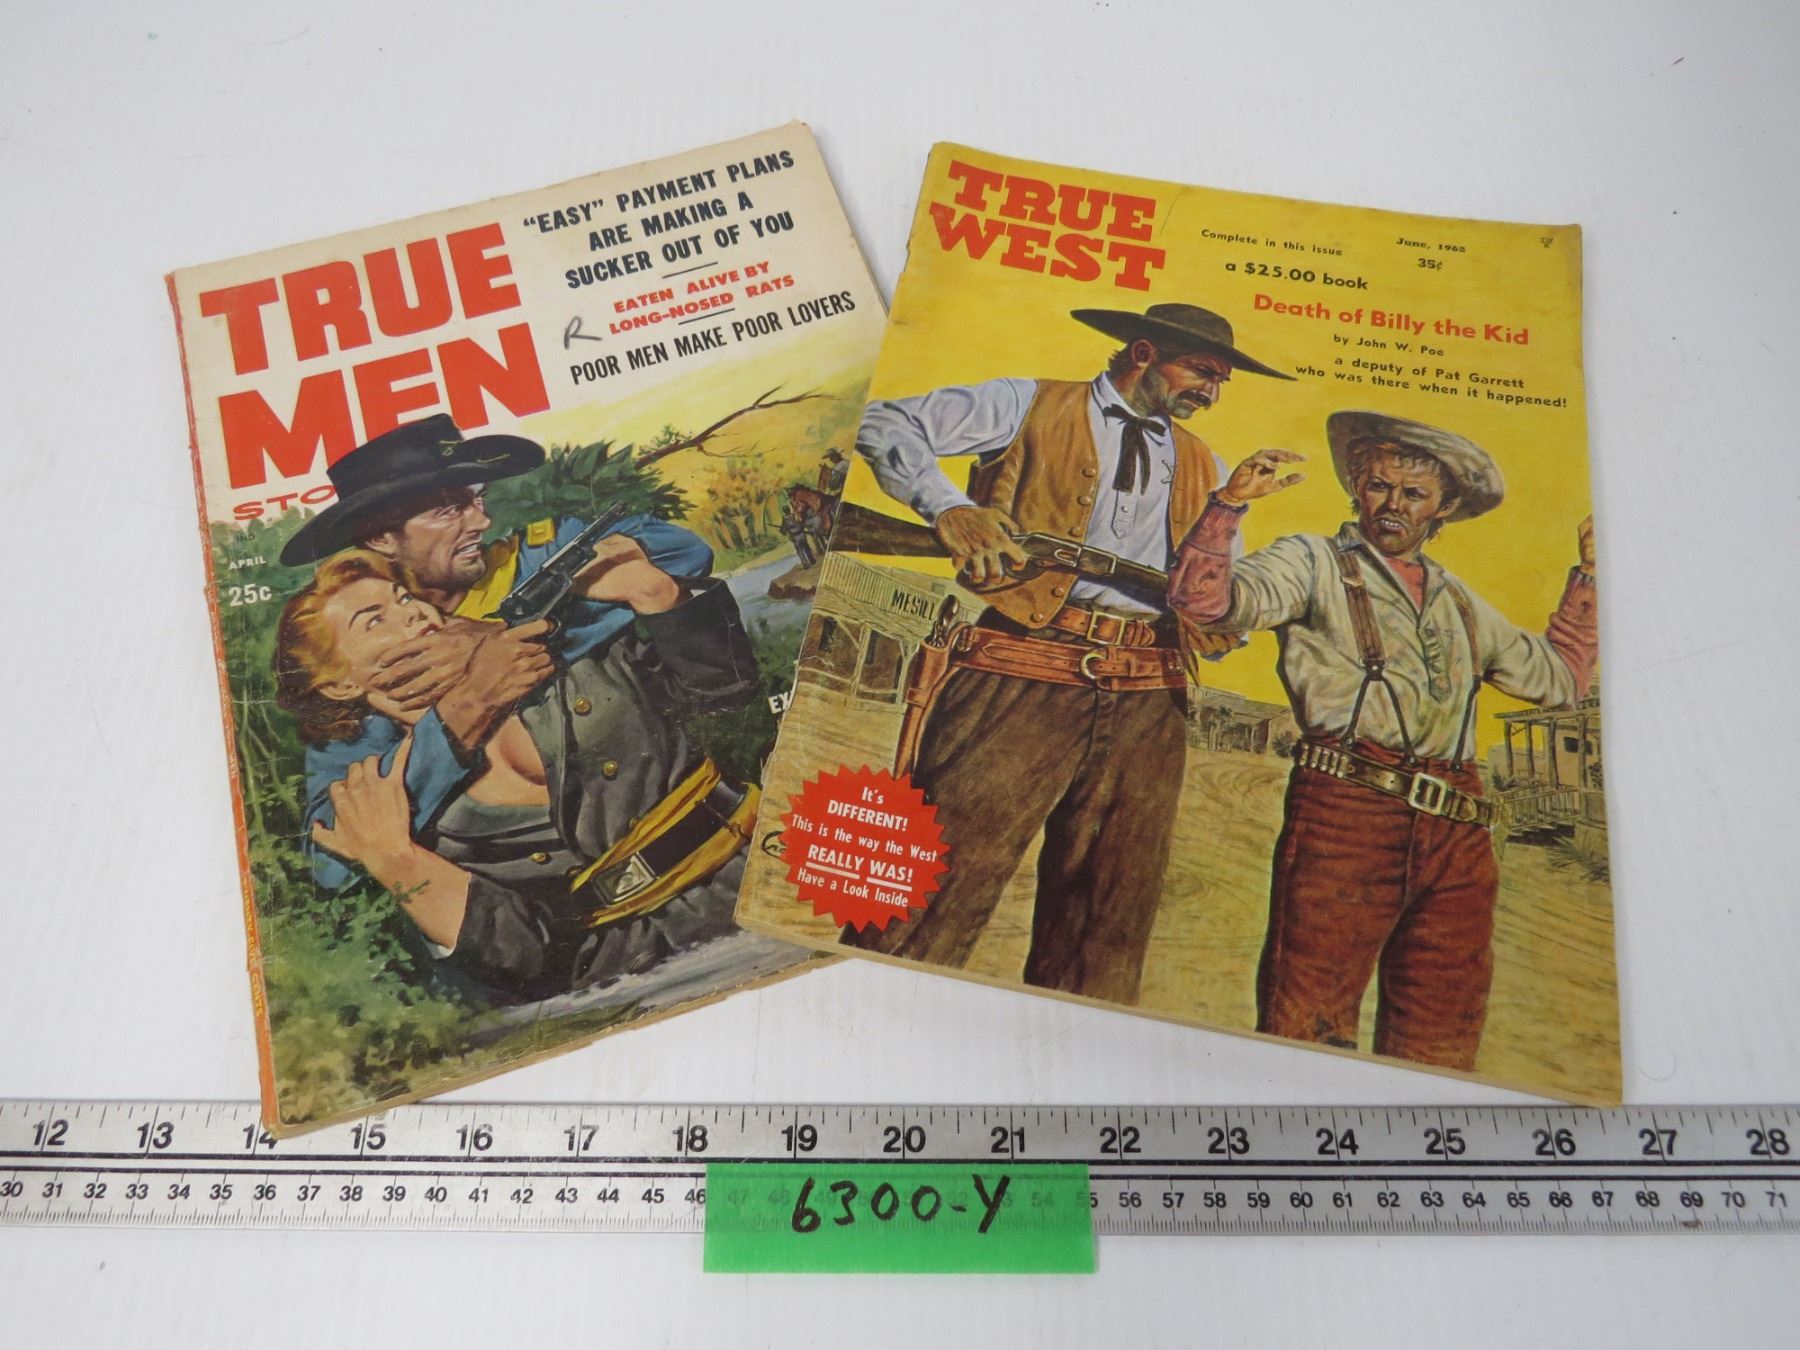 TRUE
MEN
STO
IND
APRIL
25c
"EASY" PAYMENT PLANS
ARE MAKING A
SUCKER OUT OF YOU
EATEN ALIVE BY
LONG-NOSED RATS
R
POOR MEN MAKE POOR LOVERS
EX
TRUE
WEST
Complete in this issue
a $25.00 book
June, 1962
35¢
Death of Billy the Kid
by John W. Poe
a deputy of Pat Garrett
who was there when it happened!
MESILL
It's
DIFFERENT!
This is the way the West
REALLY WAS!
Have a Look Inside
12 13 14 15 16 17 18 19 20 21 22 23 24 25 26 27 28
30 31 32 33 34 35 36 37 38 39 40 41 42 43 44 45 46 47 48 54 55 56 57 58 59 60 61 62 63 64 65 66 67 68 69 70 71
6300-Y